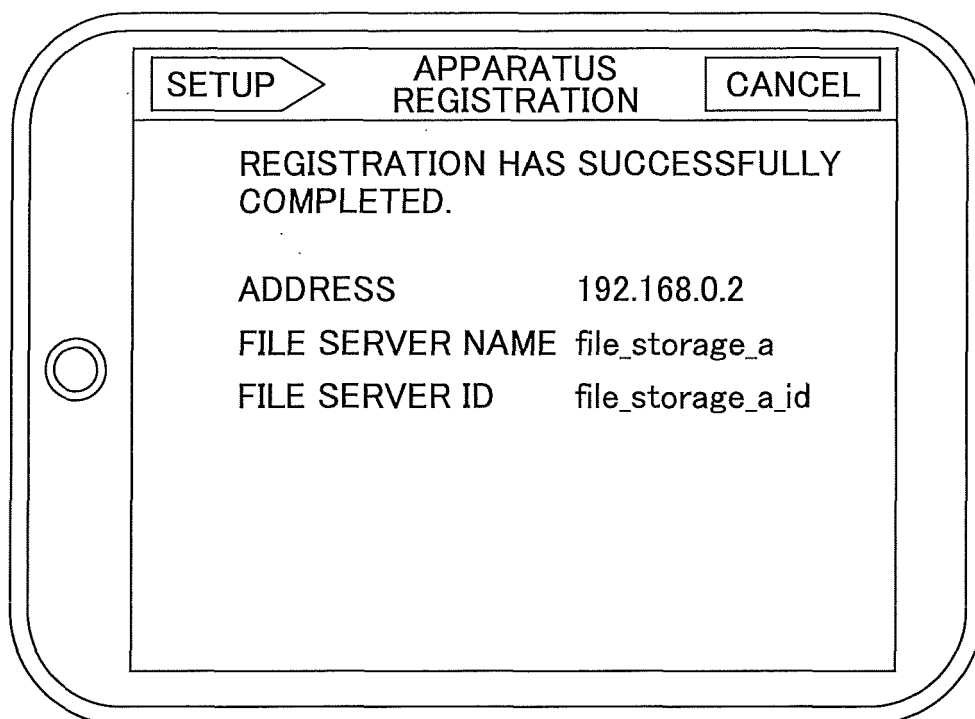 SETUP
APPARATUS
REGISTRATION
CANCEL
REGISTRATION HAS SUCCESSFULLY
COMPLETED.
ADDRESS 192.168.0.2
FILE SERVER NAME file_storage_a
FILE SERVER ID file_storage_a_id